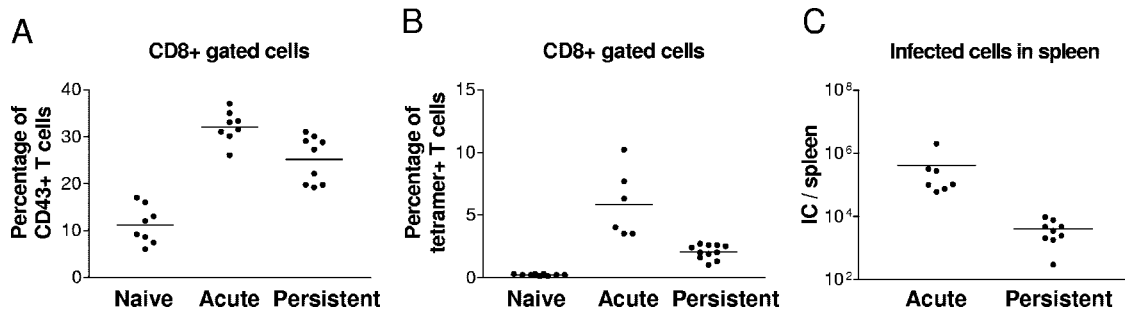 A
CD8+ gated cells
Percentage of
CD43+ T cells
40
30
20
10
0
Naive Acute Persistent
B
CD8+ gated cells
Percentage of
tetramer+ T cells
15
10
5
0
Naive Acute Persistent
C
Infected cells in spleen
IC / spleen
10^8
10^6
10^4
10^2
Acute Persistent